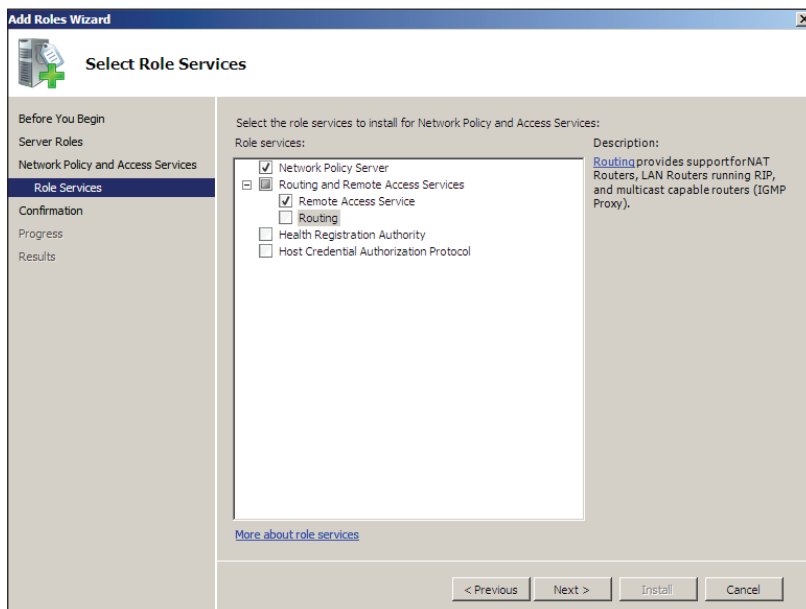 Add Roles Wizard
Select Role Services
Before You Begin
Server Roles
Network Policy and Access Services
Role Services
Confirmation
Progress
Results
Select the role services to install for Network Policy and Access Services:
Role services:
Network Policy Server
Routing and Remote Access Services
Remote Access Service
Routing
Health Registration Authority
Host Credential Authorization Protocol
More about role services
Description:
Routing provides support for NAT
Routers, LAN Routers running RIP,
and multicast capable routers (IGMP
Proxy).
< Previous
Next >
Install
Cancel